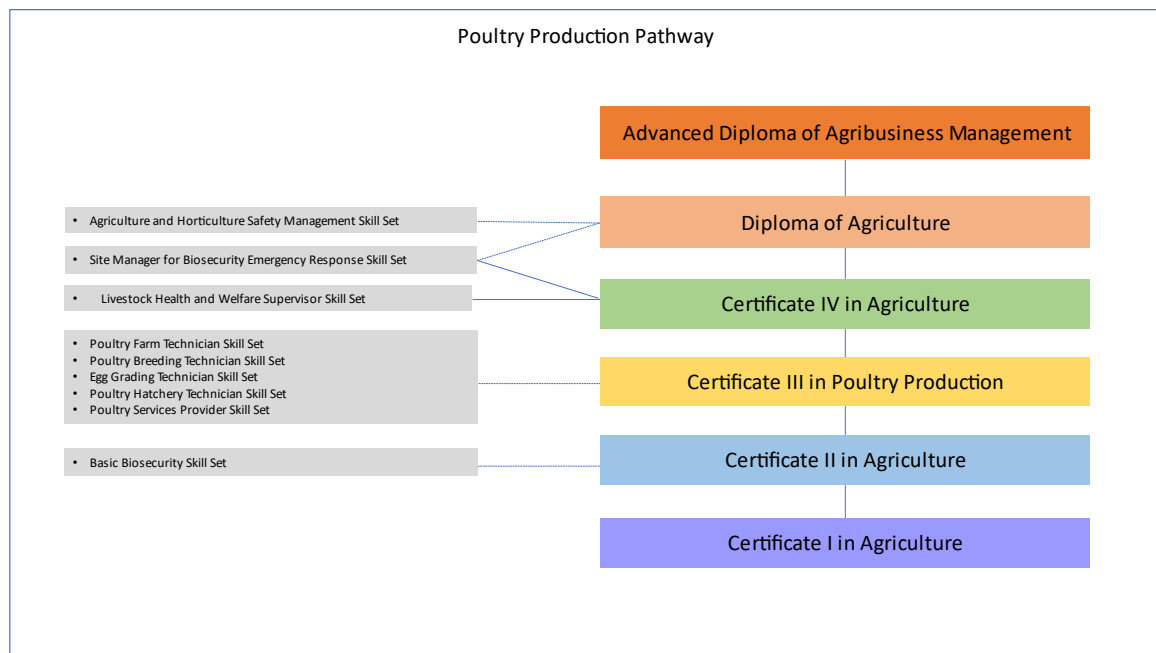 Poultry Production Pathway
Advanced Diploma of Agribusiness Management
• Agriculture and Horticulture Safety Management Skill Set
Diploma of Agriculture
• Site Manager for Biosecurity Emergency Response Skill Set
• Livestock Health and Welfare Supervisor Skill Set
Certificate IV in Agriculture
• Poultry Farm Technician Skill Set
• Poultry Breeding Technician Skill Set
• Egg Grading Technician Skill Set
• Poultry Hatchery Technician Skill Set
• Poultry Services Provider Skill Set
Certificate III in Poultry Production
• Basic Biosecurity Skill Set
Certificate II in Agriculture
Certificate I in Agriculture